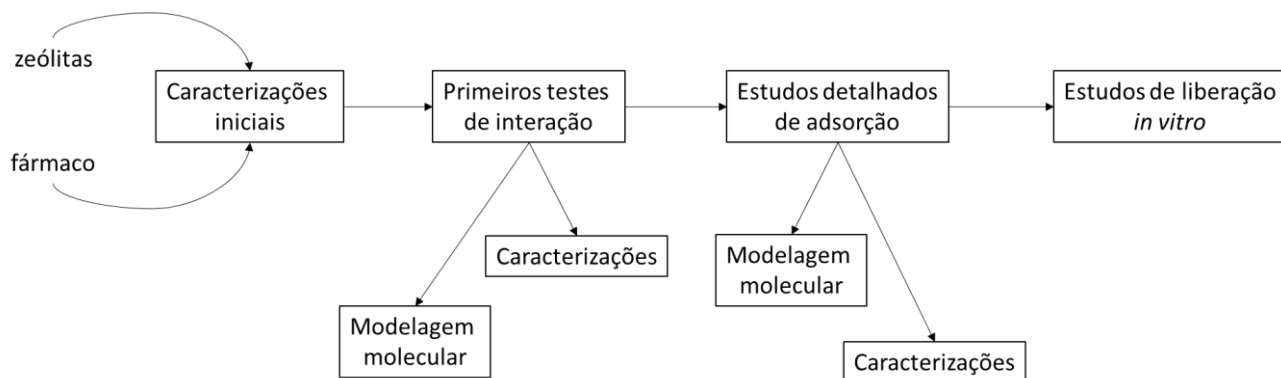 zeólitas
fármaco
Caracterizações
iniciais
Primeiros testes
de interação
Estudos detalhados
de adsorção
Estudos de liberação
in vitro
Caracterizações
Modelagem
molecular
Modelagem
molecular
Caracterizações